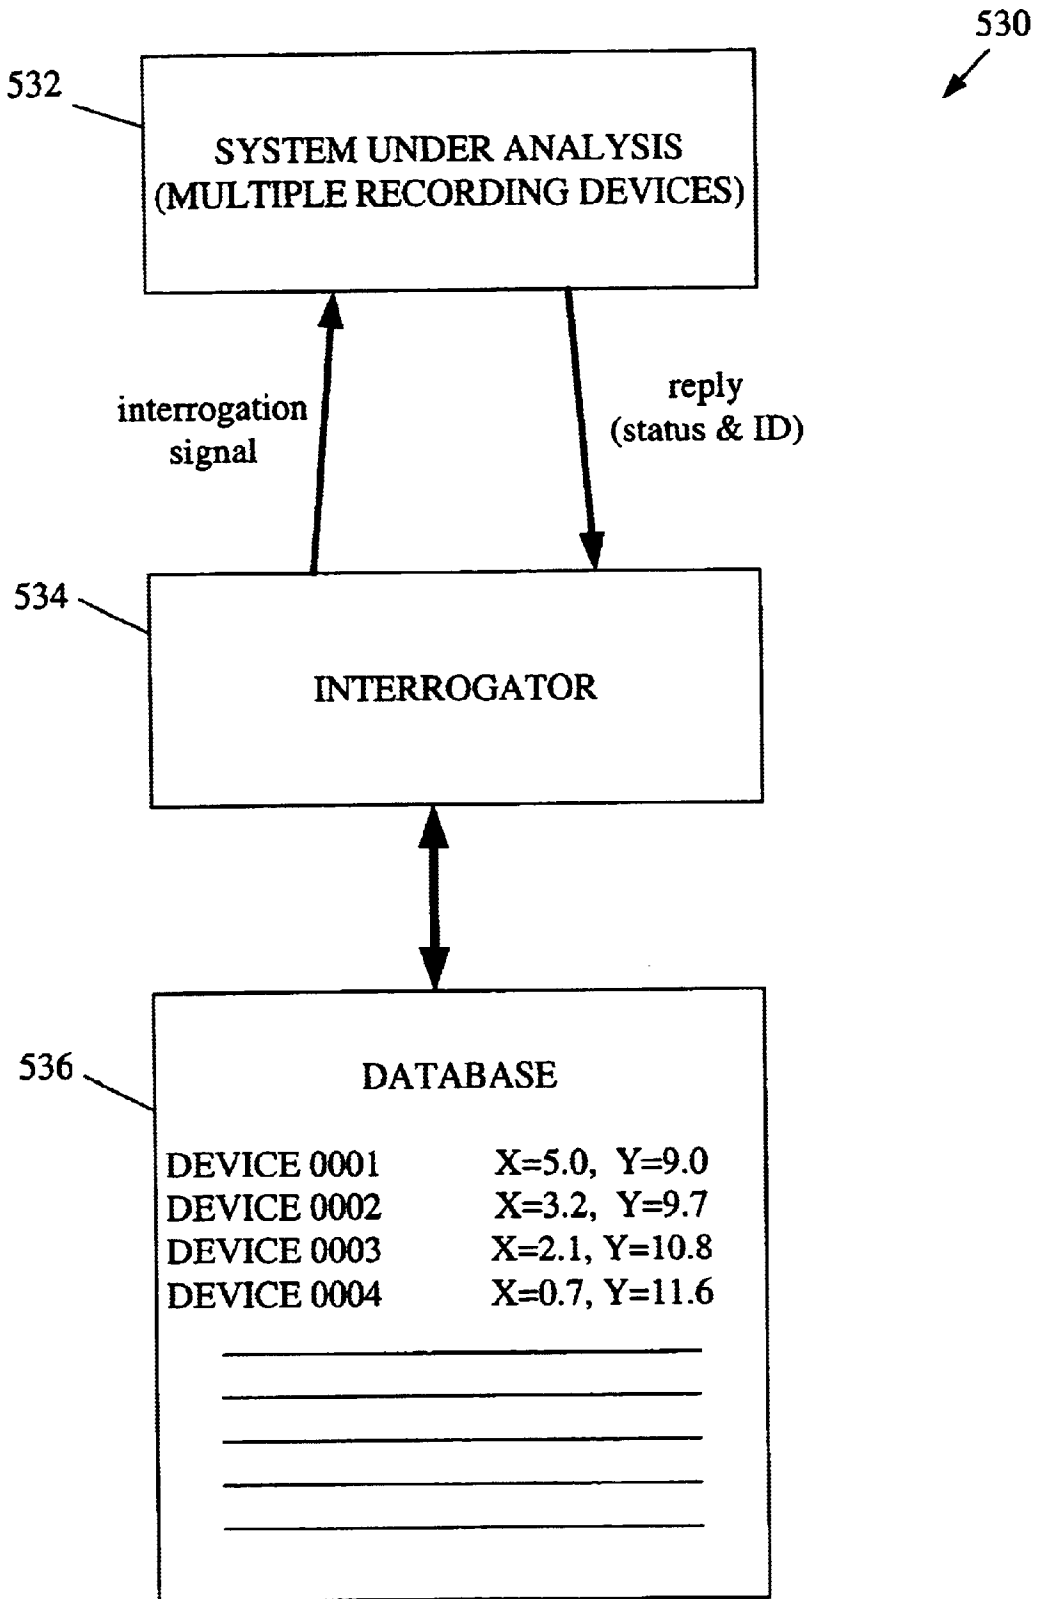 530
532
SYSTEM UNDER ANALYSIS
(MULTIPLE RECORDING DEVICES)
interrogation
signal
reply
(status & ID)
534
INTERROGATOR
536
DATABASE
DEVICE 0001 X=5.0, Y=9.0
DEVICE 0002 X=3.2, Y=9.7
DEVICE 0003 X=2.1, Y=10.8
DEVICE 0004 X=0.7, Y=11.6